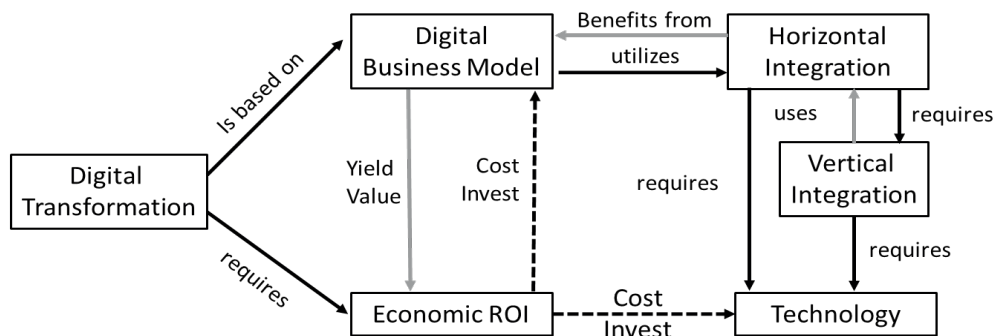 Digital
Business Model
Benefits from
utilizes
Horizontal
Integration
Is based on
Digital
Transformation
requires
Yield
Value
Cost
Invest
requires
uses
requires
Vertical
Integration
requires
Economic ROI
Cost
Invest
Technology